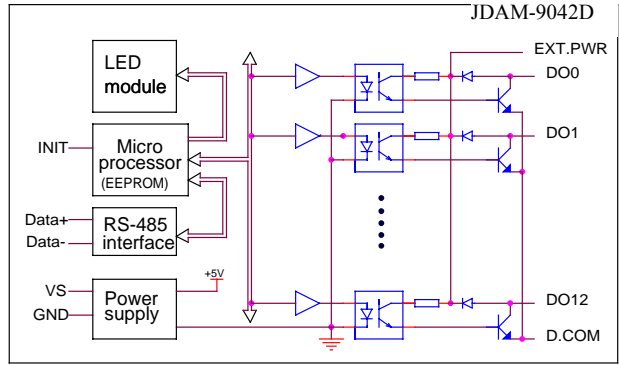 JDAM-9042D
EXT.PWR
LED
module
DO0
INIT
Micro
processor
(EEPROM)
DO1
Data+
Data-
RS-485
interface
+5V
VS
GND
Power
supply
DO12
D.COM